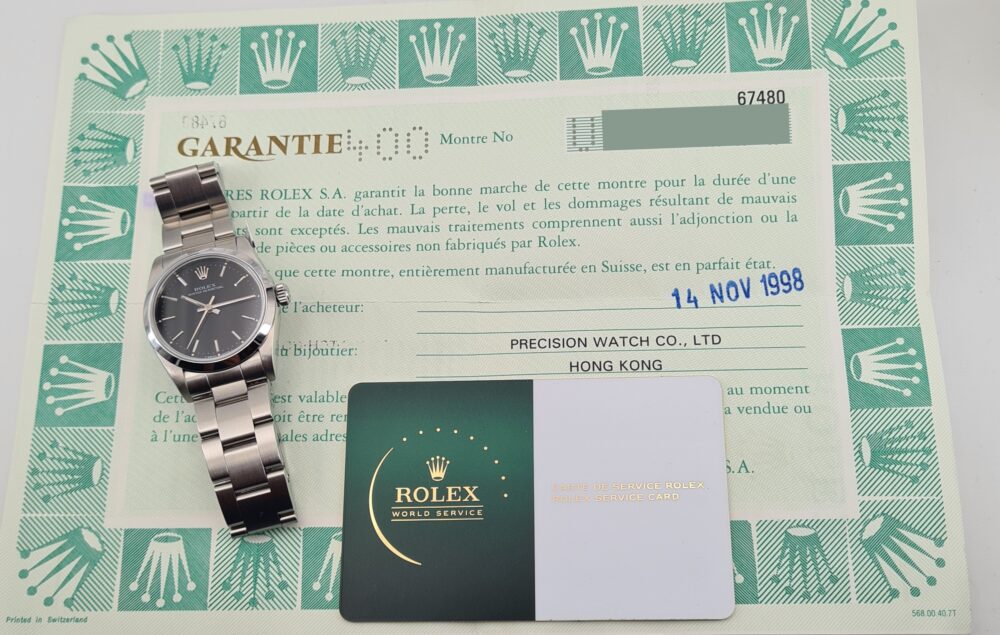 67480
GARANTIE 400 Montre No
RES ROLEX S.A. garantit la bonne marche de cette montre pour la durée d'une
partir de la date d'achat. La perte, le vol et les dommages résultant de mauvais
ts sont exceptés. Les mauvais traitements comprennent aussi l'adjonction ou la
de pièces ou accessoires non fabriqués par Rolex.
que cette montre, entièrement manufacturée en Suisse, est en parfait état.
14 NOV 1998
e l'acheteur:
PRECISION WATCH CO., LTD
u bijoutier:
HONG KONG
est valable
au moment
de l'ac
oit être
a vendue ou
à l'une
ales
S.A.
ROLEX
ROLEX
WORLD SERVICE
CARTE DE SERVICE ROLEX
ROLEX SERVICE CARD
Printed in Switzerland
568.00.40.7T